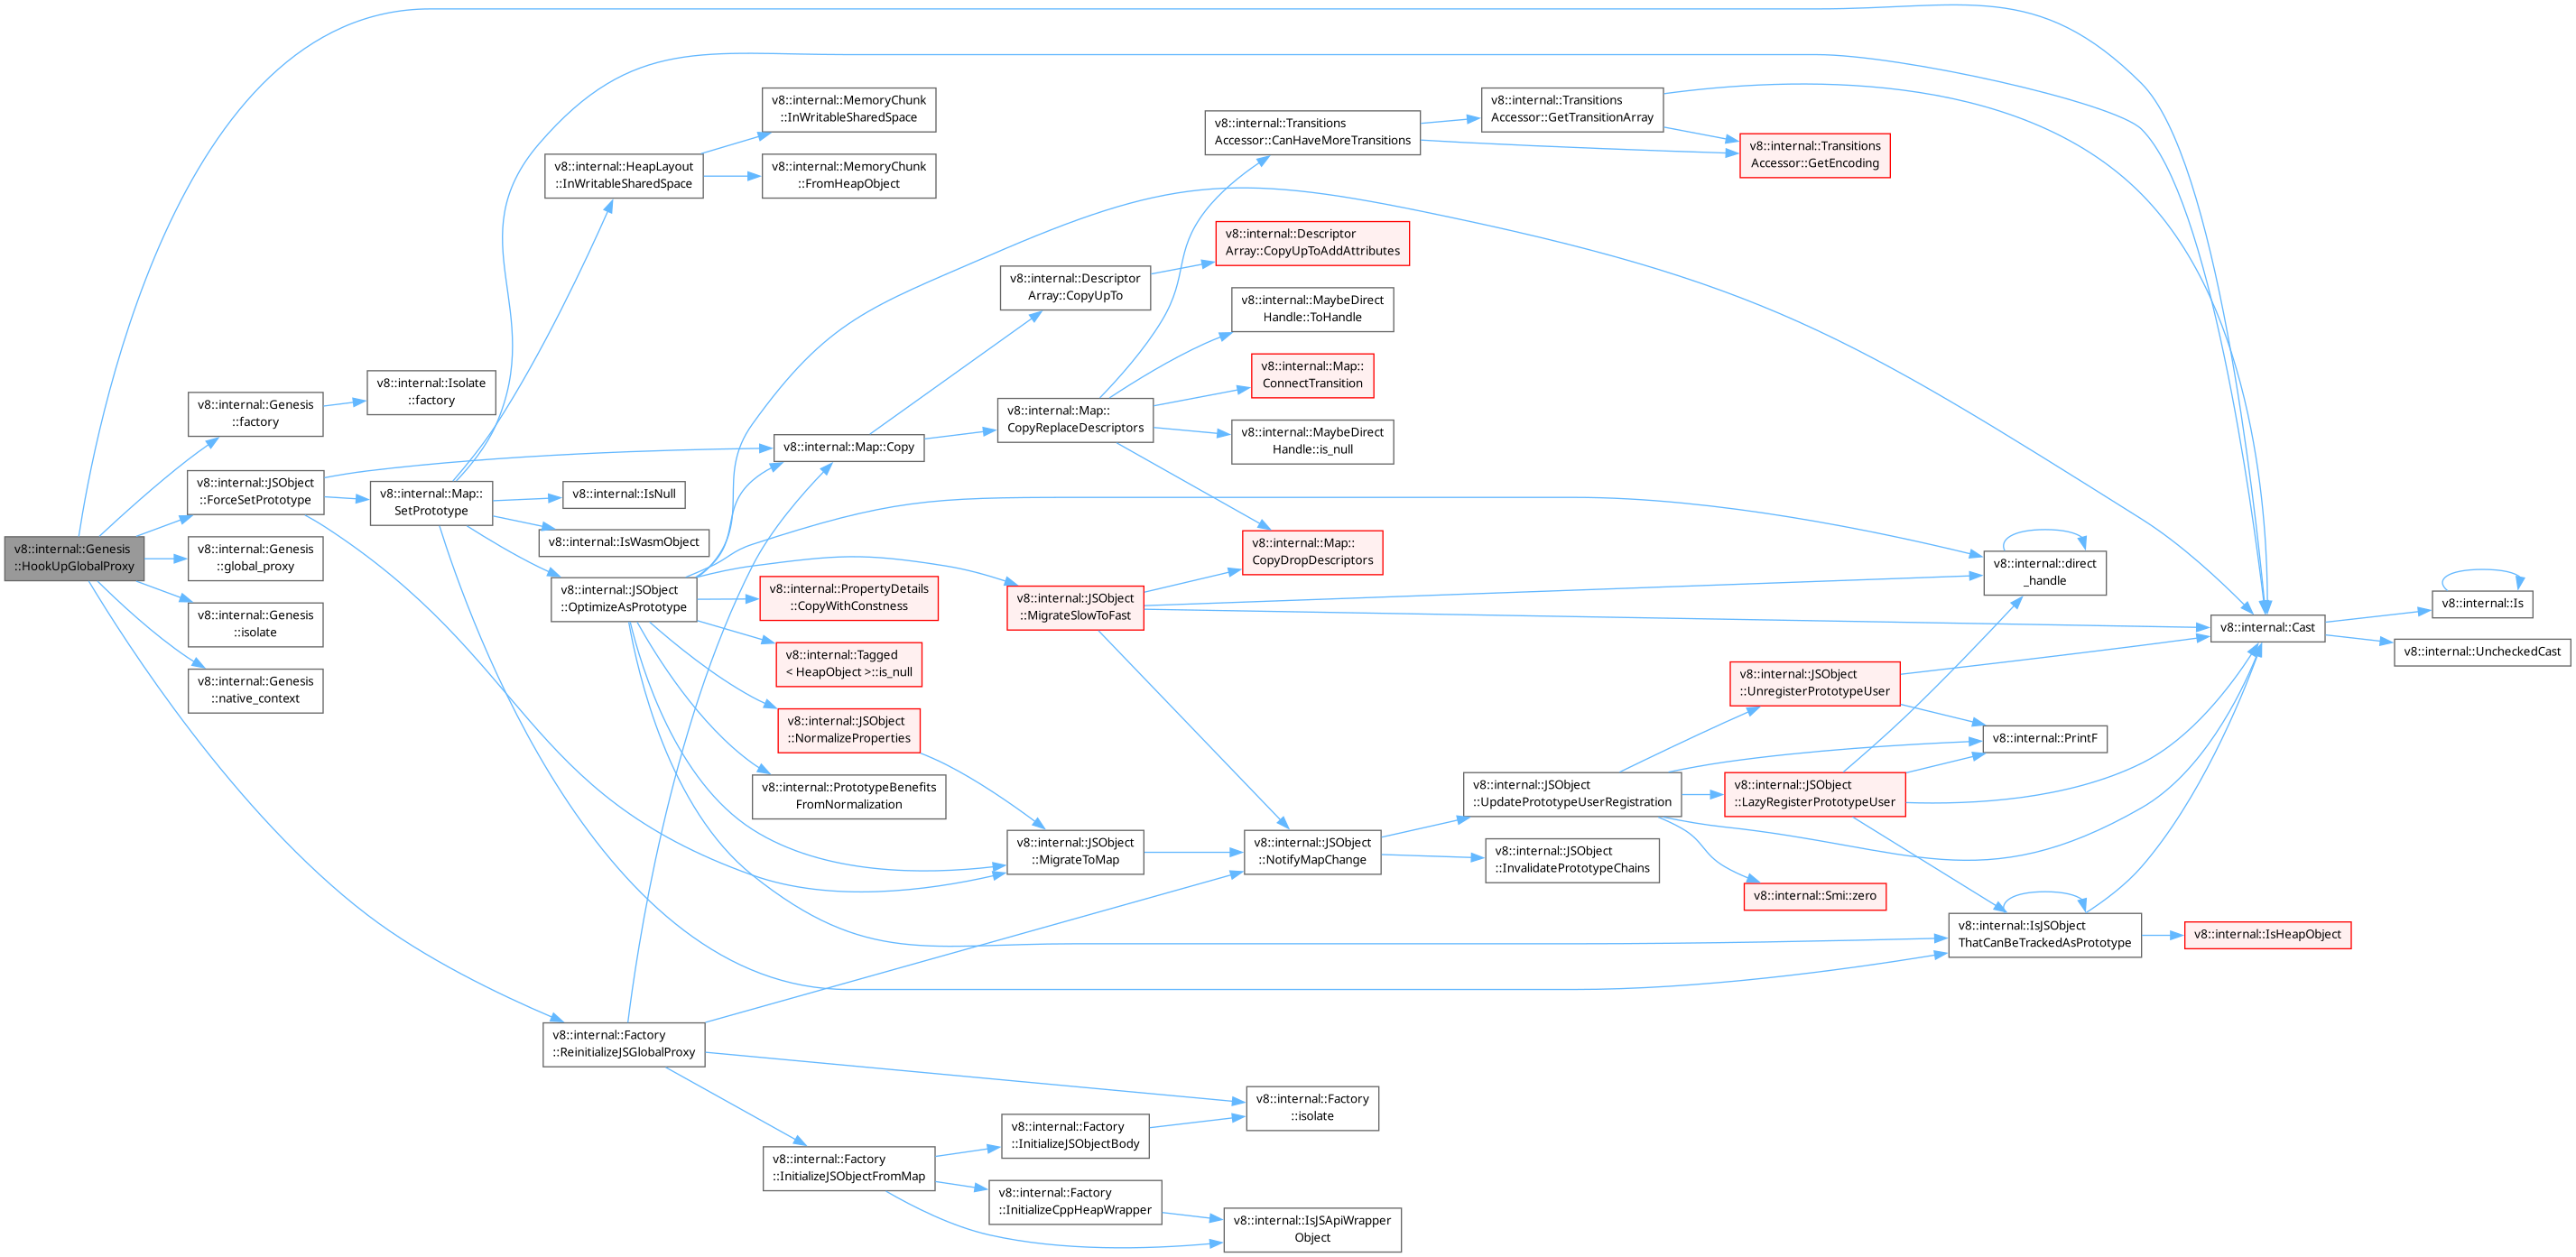 v8::internal::MemoryChunk
::InWritableSharedSpace
v8::internal::Transitions
Accessor::GetTransitionArray
v8::internal::Transitions
Accessor::CanHaveMoreTransitions
v8::internal::Transitions
Accessor::GetEncoding
v8::internal::HeapLayout
::InWritableSharedSpace
v8::internal::MemoryChunk
::FromHeapObject
v8::internal::Descriptor
Array::CopyUpToAddAttributes
v8::internal::Descriptor
Array::CopyUpTo
v8::internal::MaybeDirect
Handle::ToHandle
v8::internal::Map::
ConnectTransition
v8::internal::Isolate
::factory
v8::internal::Genesis
::factory
v8::internal::Map::
CopyReplaceDescriptors
v8::internal::MaybeDirect
Handle::is_null
v8::internal::Map::Copy
v8::internal::JSObject
::ForceSetPrototype
v8::internal::Map::
SetPrototype
v8::internal::IsNull
v8::internal::IsWasmObject
v8::internal::Genesis
::HookUpGlobalProxy
v8::internal::Genesis
::global_proxy
v8::internal::Map::
CopyDropDescriptors
v8::internal::direct
_handle
v8::internal::JSObject
::OptimizeAsPrototype
v8::internal::PropertyDetails
::CopyWithConstness
v8::internal::JSObject
::MigrateSlowToFast
v8::internal::Is
v8::internal::Cast
v8::internal::UncheckedCast
v8::internal::Genesis
::isolate
v8::internal::Tagged
< HeapObject >::is_null
v8::internal::Genesis
::native_context
v8::internal::JSObject
::UnregisterPrototypeUser
v8::internal::JSObject
::NormalizeProperties
v8::internal::PrintF
v8::internal::PrototypeBenefits
FromNormalization
v8::internal::JSObject
::UpdatePrototypeUserRegistration
v8::internal::JSObject
::LazyRegisterPrototypeUser
v8::internal::JSObject
::MigrateToMap
v8::internal::JSObject
::NotifyMapChange
v8::internal::JSObject
::InvalidatePrototypeChains
v8::internal::Smi::zero
v8::internal::IsJSObject
ThatCanBeTrackedAsPrototype
v8::internal::IsHeapObject
v8::internal::Factory
::ReinitializeJSGlobalProxy
v8::internal::Factory
::isolate
v8::internal::Factory
::InitializeJSObjectBody
v8::internal::Factory
::InitializeJSObjectFromMap
v8::internal::Factory
::InitializeCppHeapWrapper
v8::internal::IsJSApiWrapper
Object